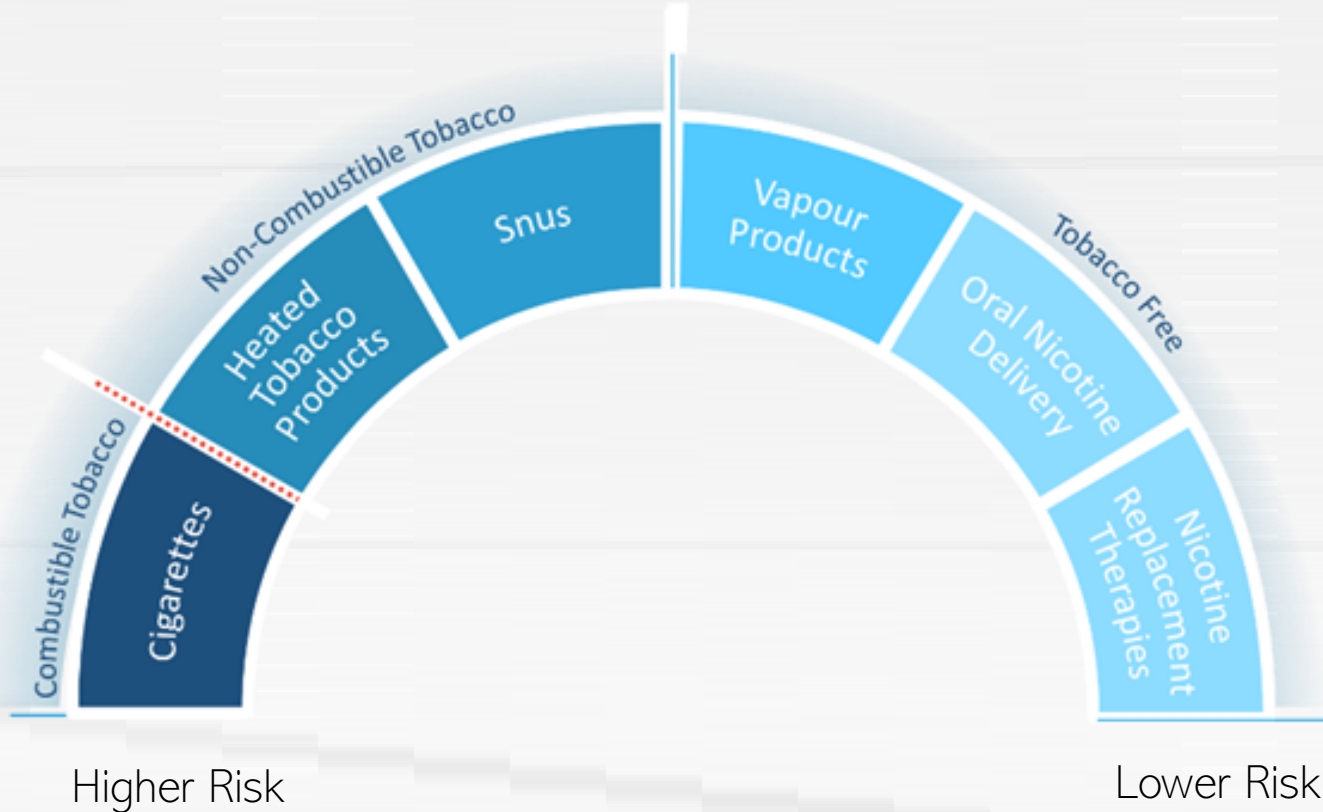 Combustible Tobacco
Non-Combustible Tobacco
Tobacco Free
Cigarettes
Heated
Tobacco
Products
Snus
Vapour
Products
Oral Nicotine
Delivery
Nicotine
Replacement
Therapies
Higher Risk
Lower Risk